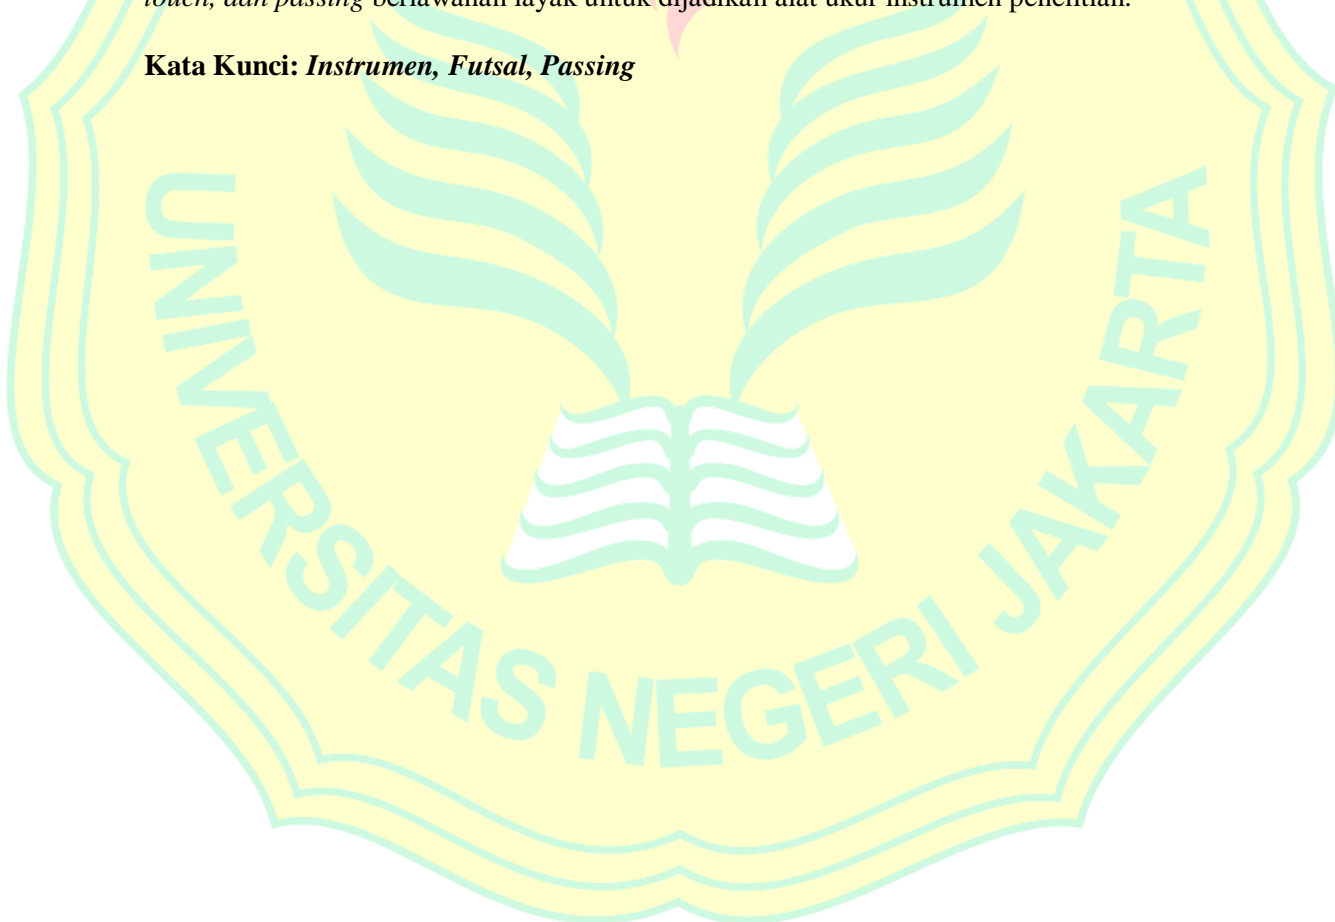 touch, dan passing berlawanan layak untuk dijadikan alat ukur instrumen penelitian.
Kata Kunci: Instrumen, Futsal, Passing
UNIVERSITAS NEGERI JAKARTA